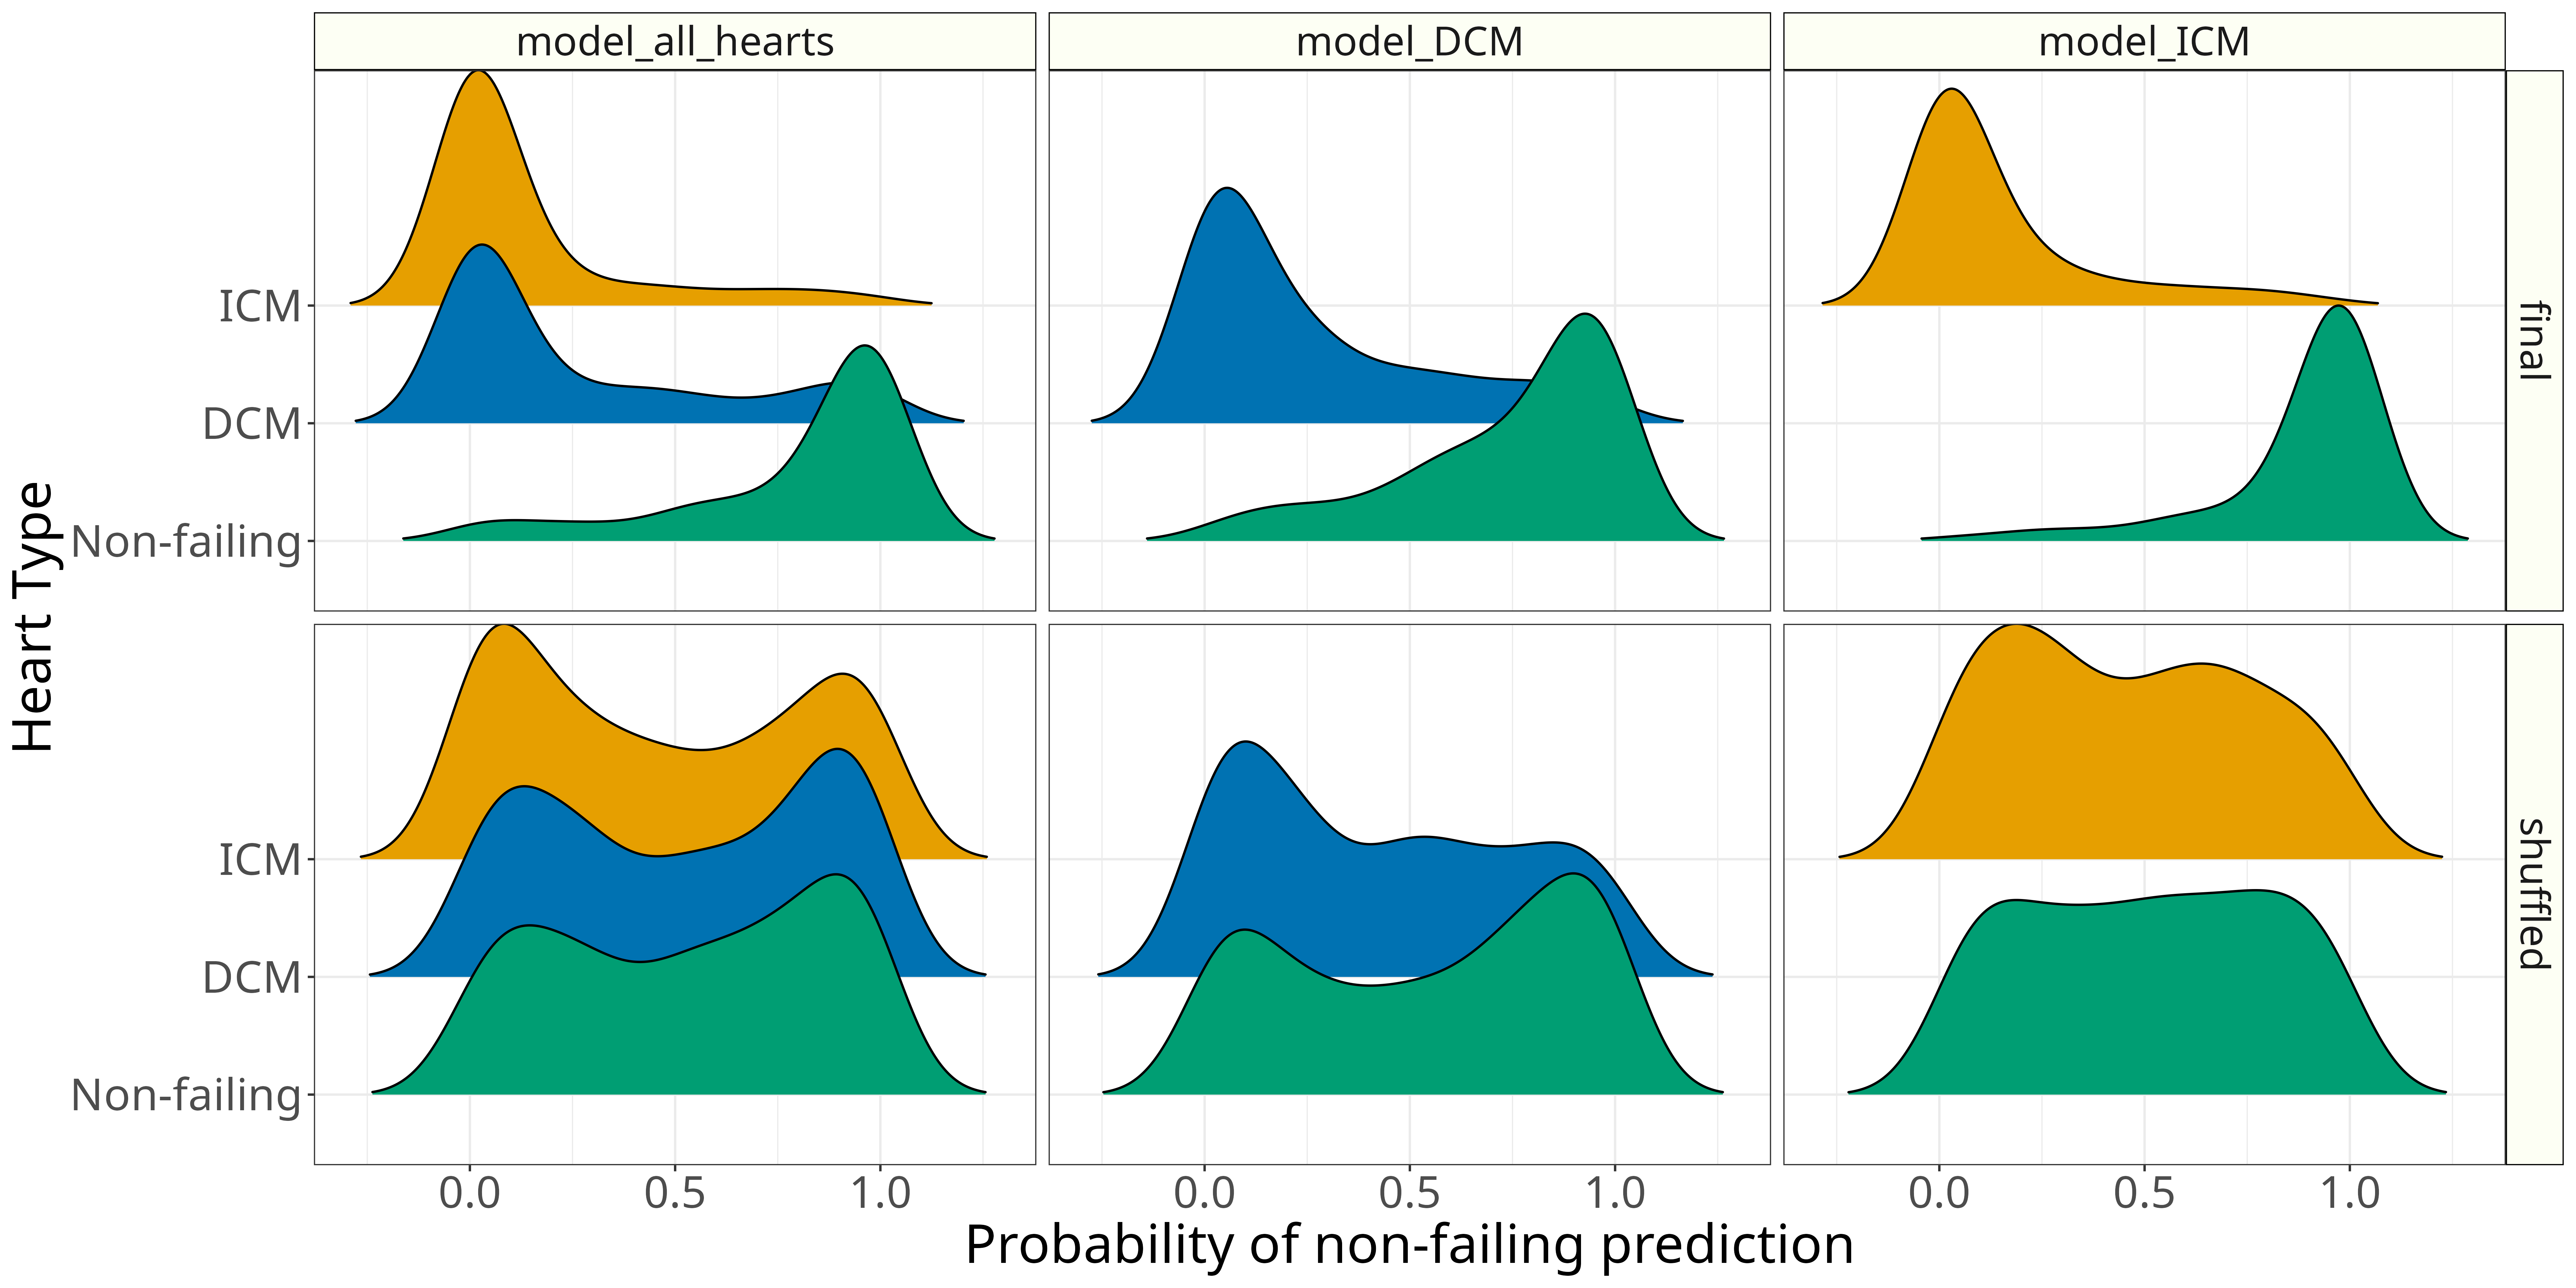 model_all_hearts
model_DCM
model_ICM
final
ICM
DCM
Non-failing
Heart Type
shuffled
ICM
DCM
Non-failing
0.0 0.5 1.0 0.0 0.5 1.0 0.0 0.5 1.0
Probability of non-failing prediction